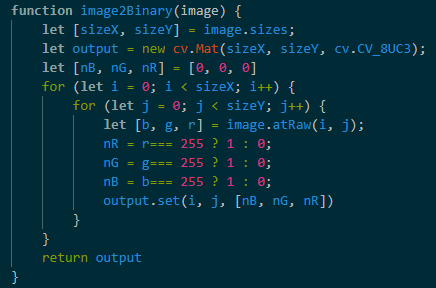 function image2Binary(image) {
    let [sizeX, sizeY] = image.sizes;
    let output = new cv.Mat(sizeX, sizeY, cv.CV_8UC3);
    let [nB, nG, nR] = [0, 0, 0]
    for (let i = 0; i < sizeX; i++) {
        for (let j = 0; j < sizeY; j++) {
            let [b, g, r] = image.atRaw(i, j);
            nR = r=== 255 ? 1 : 0;
            nG = g=== 255 ? 1 : 0;
            nB = b=== 255 ? 1 : 0;
            output.set(i, j, [nB, nG, nR])
        }
    }
    return output
}